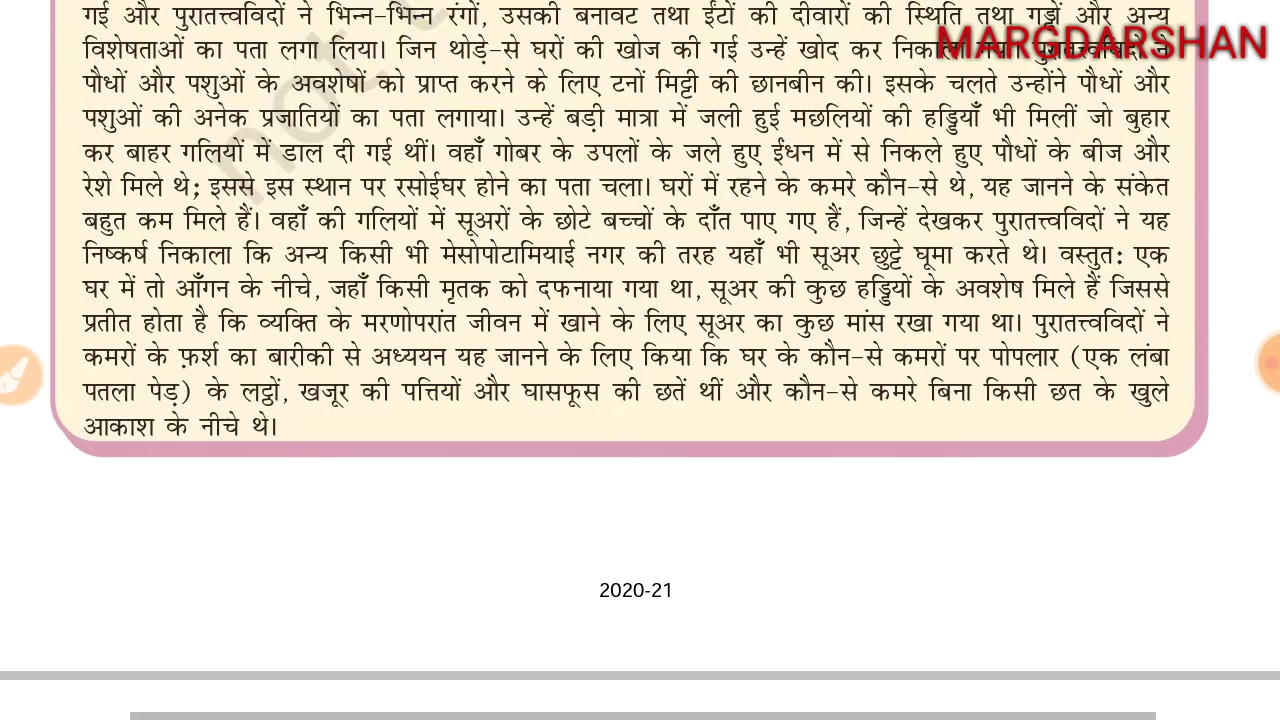 गई और पुरातत्त्वविदों ने भिन्न-भिन्न रंगों, उसकी बनावट तथा ईंटों की दीवारों की स्थिति तथा गड्ढों और अन्य
MARGDARSHAN
विशेषताओं का पता लगा लिया। जिन थोड़े-से घरों की खोज की गई उन्हें खोद कर निकाला गया। पुरातत्त्वविदों ने
पौधों और पशुओं के अवशेषों को प्राप्त करने के लिए टनों मिट्टी की छानबीन की। इसके चलते उन्होंने पौधों और
पशुओं की अनेक प्रजातियों का पता लगाया। उन्हें बड़ी मात्रा में जली हुई मछलियों की हड्डियाँ भी मिलीं जो बुहार
कर बाहर गलियों में डाल दी गई थीं। वहाँ गोबर के उपलों के जले हुए ईंधन में से निकले हुए पौधों के बीज और
रेशे मिले थे; इससे इस स्थान पर रसोईघर होने का पता चला। घरों में रहने के कमरे कौन-से थे, यह जानने के संकेत
बहुत कम मिले हैं। वहाँ की गलियों में सूअरों के छोटे बच्चों के दाँत पाए गए हैं, जिन्हें देखकर पुरातत्त्वविदों ने यह
निष्कर्ष निकाला कि अन्य किसी भी मेसोपोटामियाई नगर की तरह यहाँ भी सूअर छुट्टे घूमा करते थे। वस्तुत: एक
घर में तो आँगन के नीचे, जहाँ किसी मृतक को दफनाया गया था, सूअर की कुछ हड्डियों के अवशेष मिले हैं जिससे
प्रतीत होता है कि व्यक्ति के मरणोपरांत जीवन में खाने के लिए सूअर का कुछ मांस रखा गया था। पुरातत्त्वविदों ने
कमरों के फ़र्श का बारीकी से अध्ययन यह जानने के लिए किया कि घर के कौन-से कमरों पर पोपलार (एक लंबा
पतला पेड़) के लट्ठों, खजूर की पत्तियों और घासफूस की छतें थीं और कौन-से कमरे बिना किसी छत के खुले
आकाश के नीचे थे।
not
2020-21